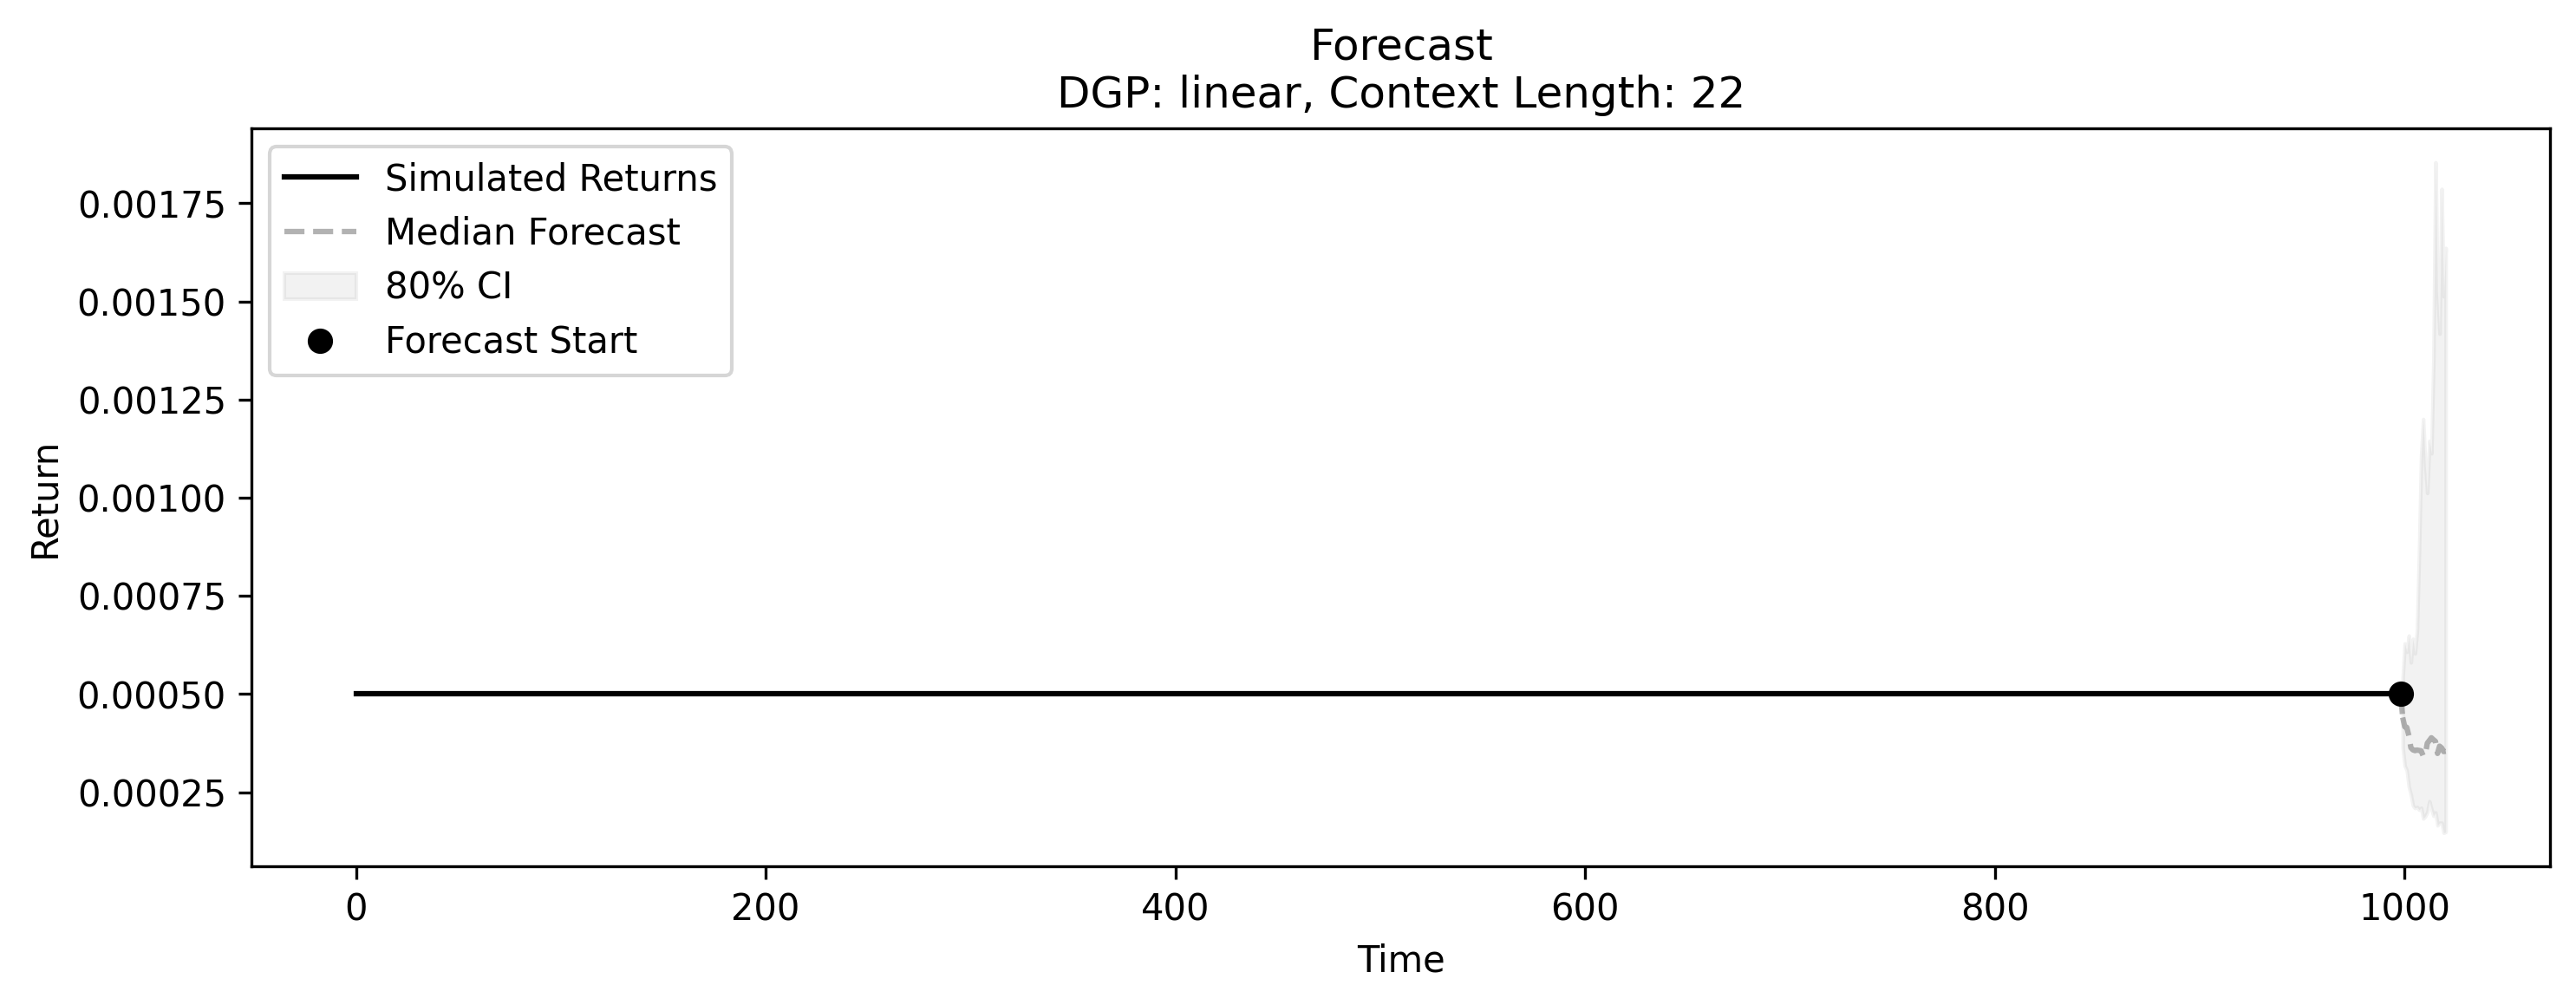 Forecast
DGP: linear, Context Length: 22
Simulated Returns
Median Forecast
80% CI
Forecast Start
Return
0.00175
0.00150
0.00125
0.00100
0.00075
0.00050
0.00025
0 200 400 600 800 1000
Time